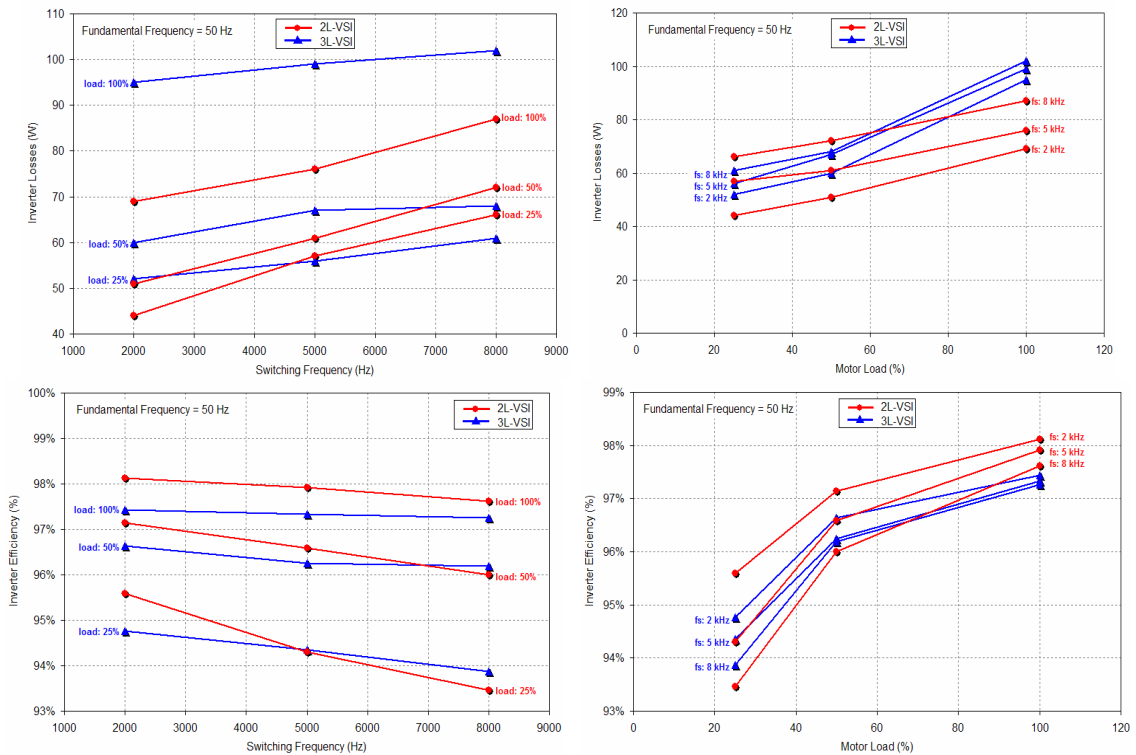 Fundamental Frequency = 50 Hz
2L-VSI
3L-VSI
110
100
90
80
70
60
50
40
load: 100%
load: 100%
load: 50%
load: 25%
load: 50%
load: 25%
Inverter Losses (W)
1000 2000 3000 4000 5000 6000 7000 8000 9000
Switching Frequency (Hz)
Fundamental Frequency = 50 Hz
2L-VSI
3L-VSI
120
100
80
60
40
20
0
fs: 8 kHz
fs: 5 kHz
fs: 2 kHz
fs: 8 kHz
fs: 5 kHz
fs: 2 kHz
Inverter Losses (W)
0 20 40 60 80 100 120
Motor Load (%)
Fundamental Frequency = 50 Hz
2L-VSI
3L-VSI
100%
99%
98%
97%
96%
95%
94%
93%
load: 100%
load: 100%
load: 50%
load: 50%
load: 25%
load: 25%
Inverter Efficiency (%)
1000 2000 3000 4000 5000 6000 7000 8000 9000
Switching Frequency (Hz)
Fundamental Frequency = 50 Hz
2L-VSI
3L-VSI
99%
98%
97%
96%
95%
94%
93%
fs: 2 kHz
fs: 5 kHz
fs: 8 kHz
fs: 2 kHz
fs: 5 kHz
fs: 8 kHz
Inverter Efficiency (%)
0 20 40 60 80 100 120
Motor Load (%)